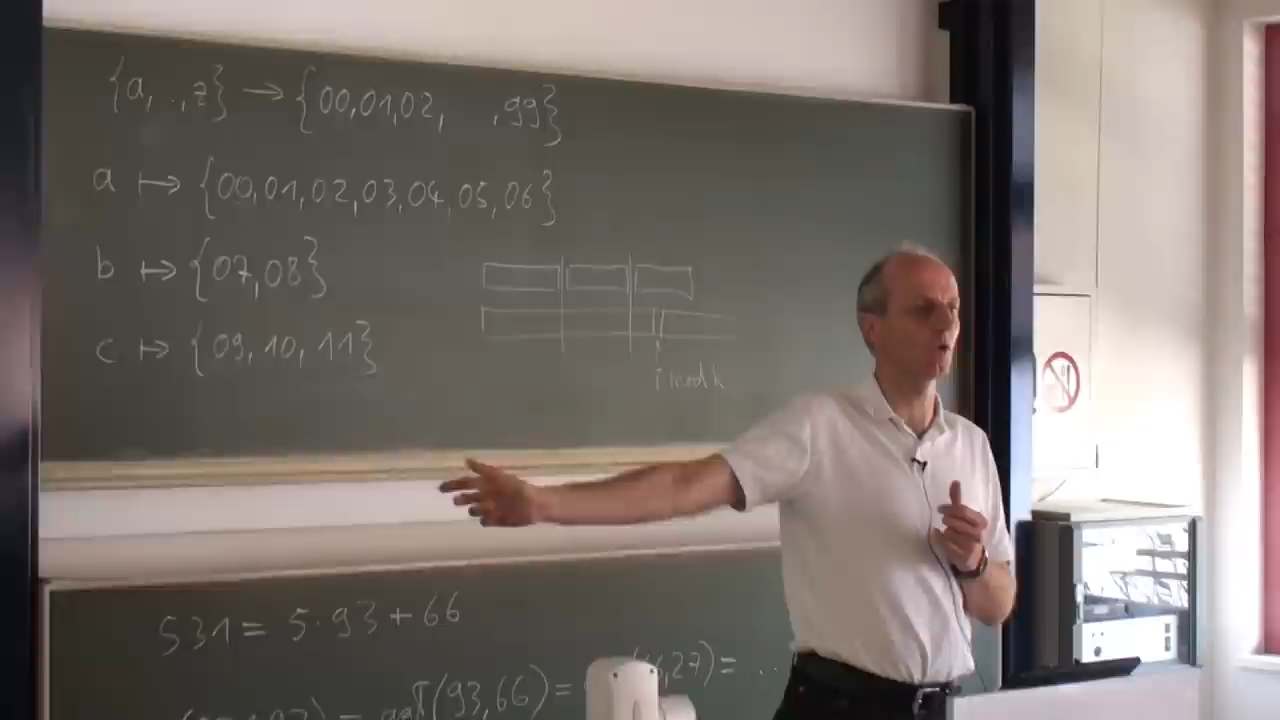 {a, .., z} → {00,01,02, ,99}
a ↦ {00,01,02,03,04,05,06}
b ↦ {07,08}
c ↦ {09,10,11}
i mod k
531 = 5·93+66
ggT(93,66) = ,27) = ...